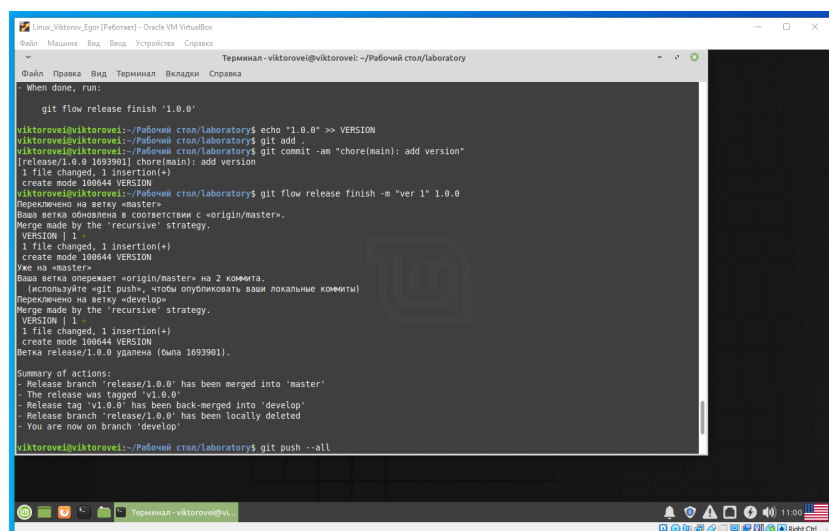 Linux_Viktorov_Egor [Работает] - Oracle VM VirtualBox
Файл Машина Вид Ввод Устройства Справка
Терминал - viktorovei@viktorovei: ~/Рабочий стол/laboratory
Файл Правка Вид Терминал Вкладки Справка
- When done, run:
git flow release finish '1.0.0'
viktorovei@viktorovei:~/Рабочий стол/laboratory$ echo "1.0.0" >> VERSION
viktorovei@viktorovei:~/Рабочий стол/laboratory$ git add .
viktorovei@viktorovei:~/Рабочий стол/laboratory$ git commit -am "chore(main): add version"
[release/1.0.0 1693901] chore(main): add version
1 file changed, 1 insertion(+)
create mode 100644 VERSION
viktorovei@viktorovei:~/Рабочий стол/laboratory$ git flow release finish -m "ver 1" 1.0.0
Переключено на ветку «master»
Ваша ветка обновлена в соответствии с «origin/master».
Merge made by the 'recursive' strategy.
VERSION | 1 +
1 file changed, 1 insertion(+)
create mode 100644 VERSION
Уже на «master»
Ваша ветка опережает «origin/master» на 2 коммита.
(используйте «git push», чтобы опубликовать ваши локальные коммиты)
Переключено на ветку «develop»
Merge made by the 'recursive' strategy.
VERSION | 1 +
1 file changed, 1 insertion(+)
create mode 100644 VERSION
Ветка release/1.0.0 удалена (была 1693901).
Summary of actions:
- Release branch 'release/1.0.0' has been merged into 'master'
- The release was tagged 'v1.0.0'
- Release tag 'v1.0.0' has been back-merged into 'develop'
- Release branch 'release/1.0.0' has been locally deleted
- You are now on branch 'develop'
viktorovei@viktorovei:~/Рабочий стол/laboratory$ git push --all
Терминал - viktorovei@vi...
11:00
Right Ctrl